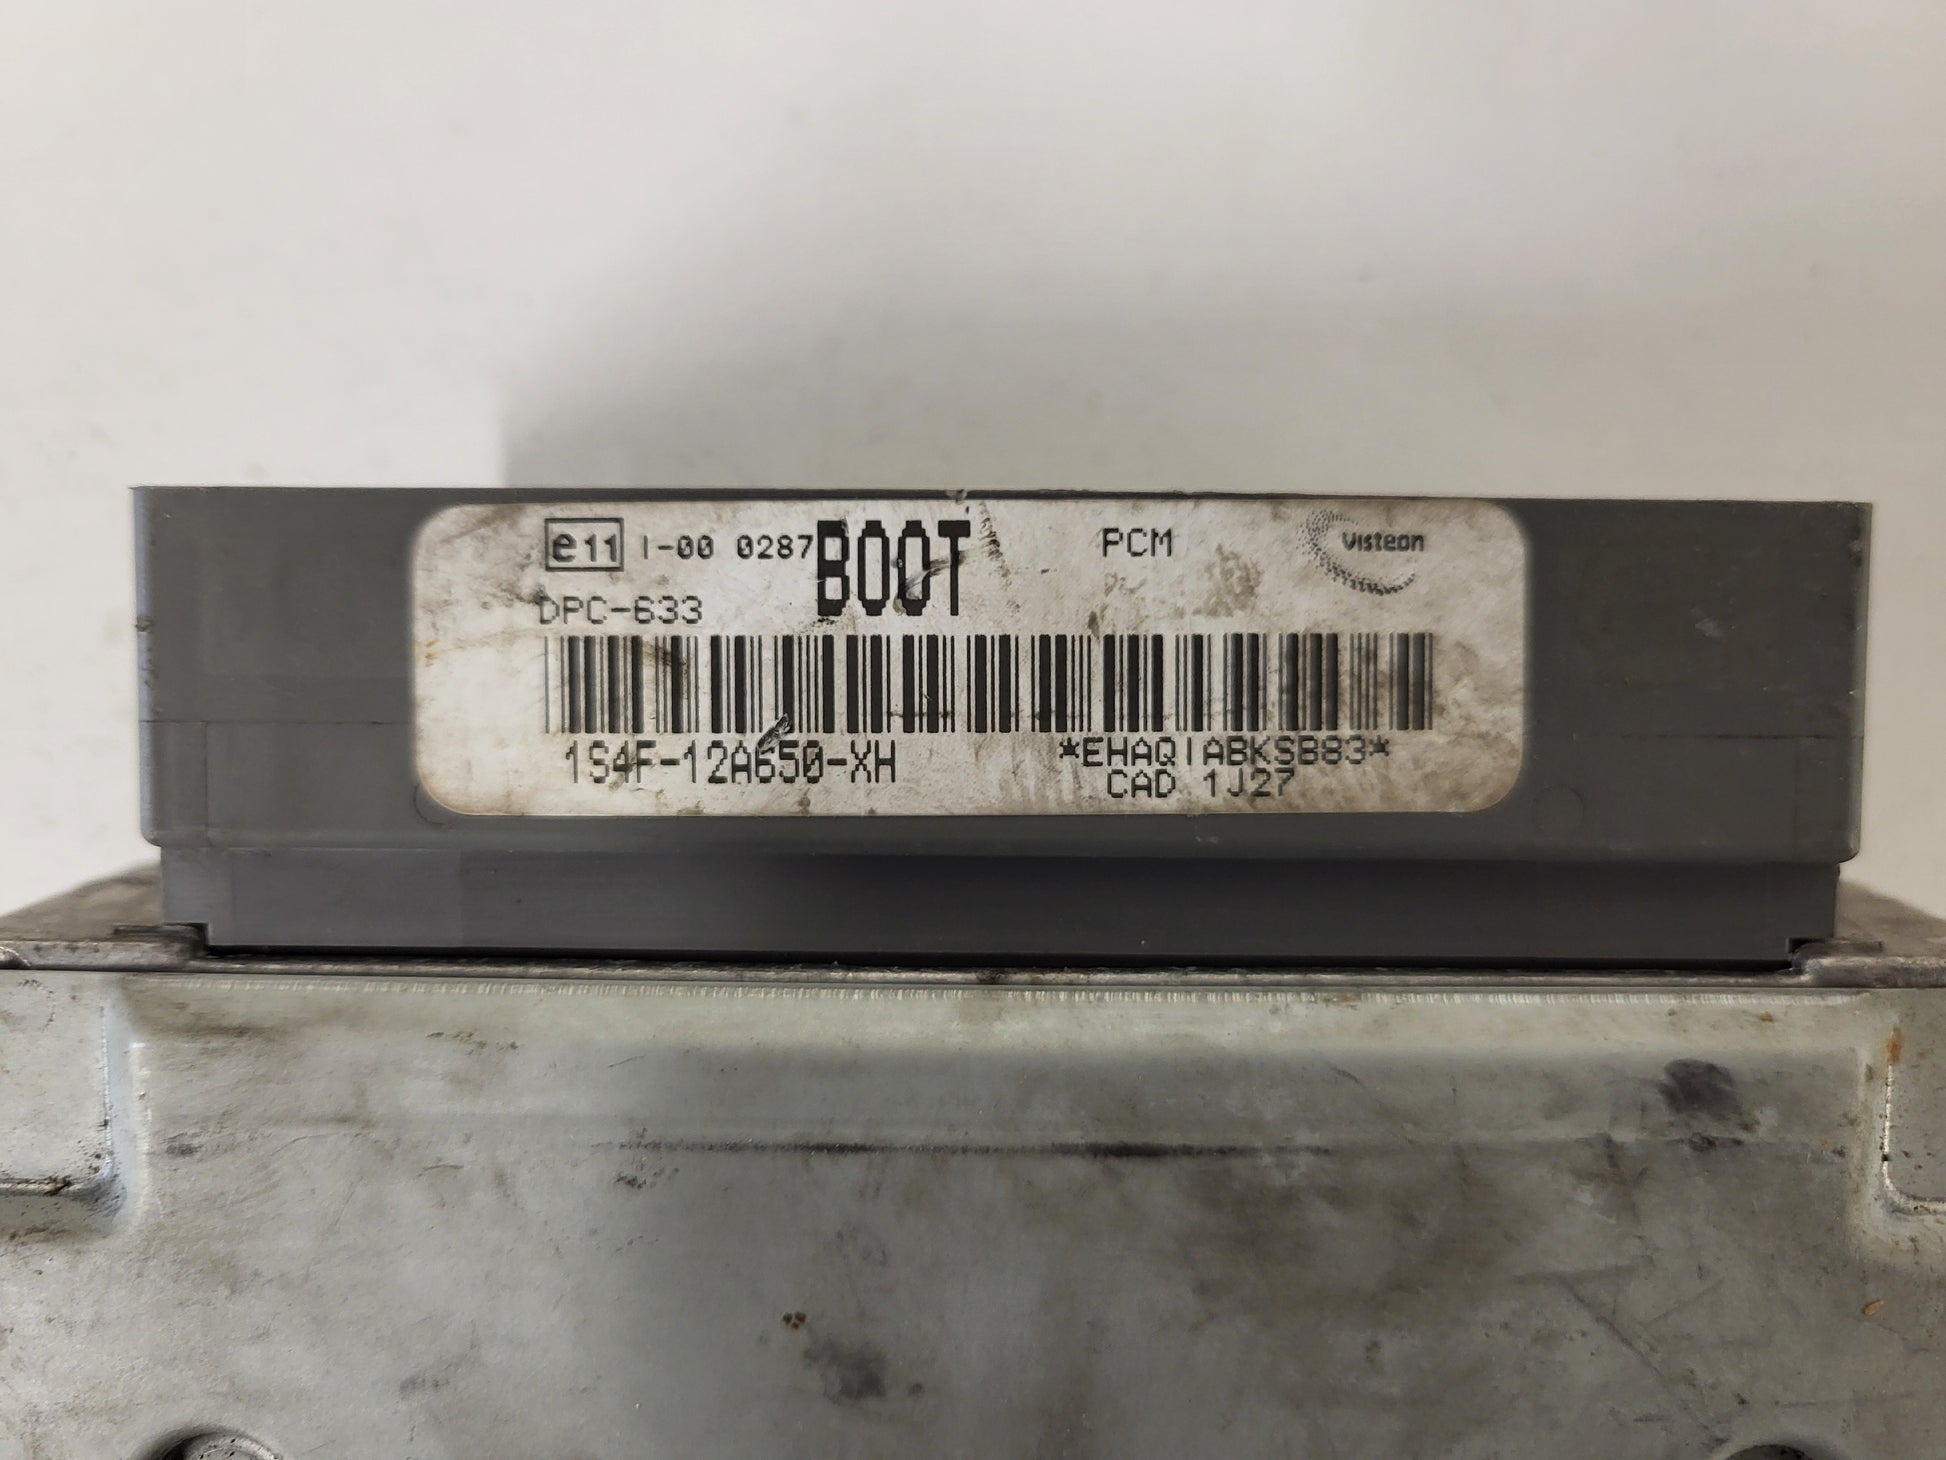 e11 I-00 0287 B00T PCM Visteon
DPC-633
1S4F-12A650-XH *EHAQIABKSB83*
CAD 1J27